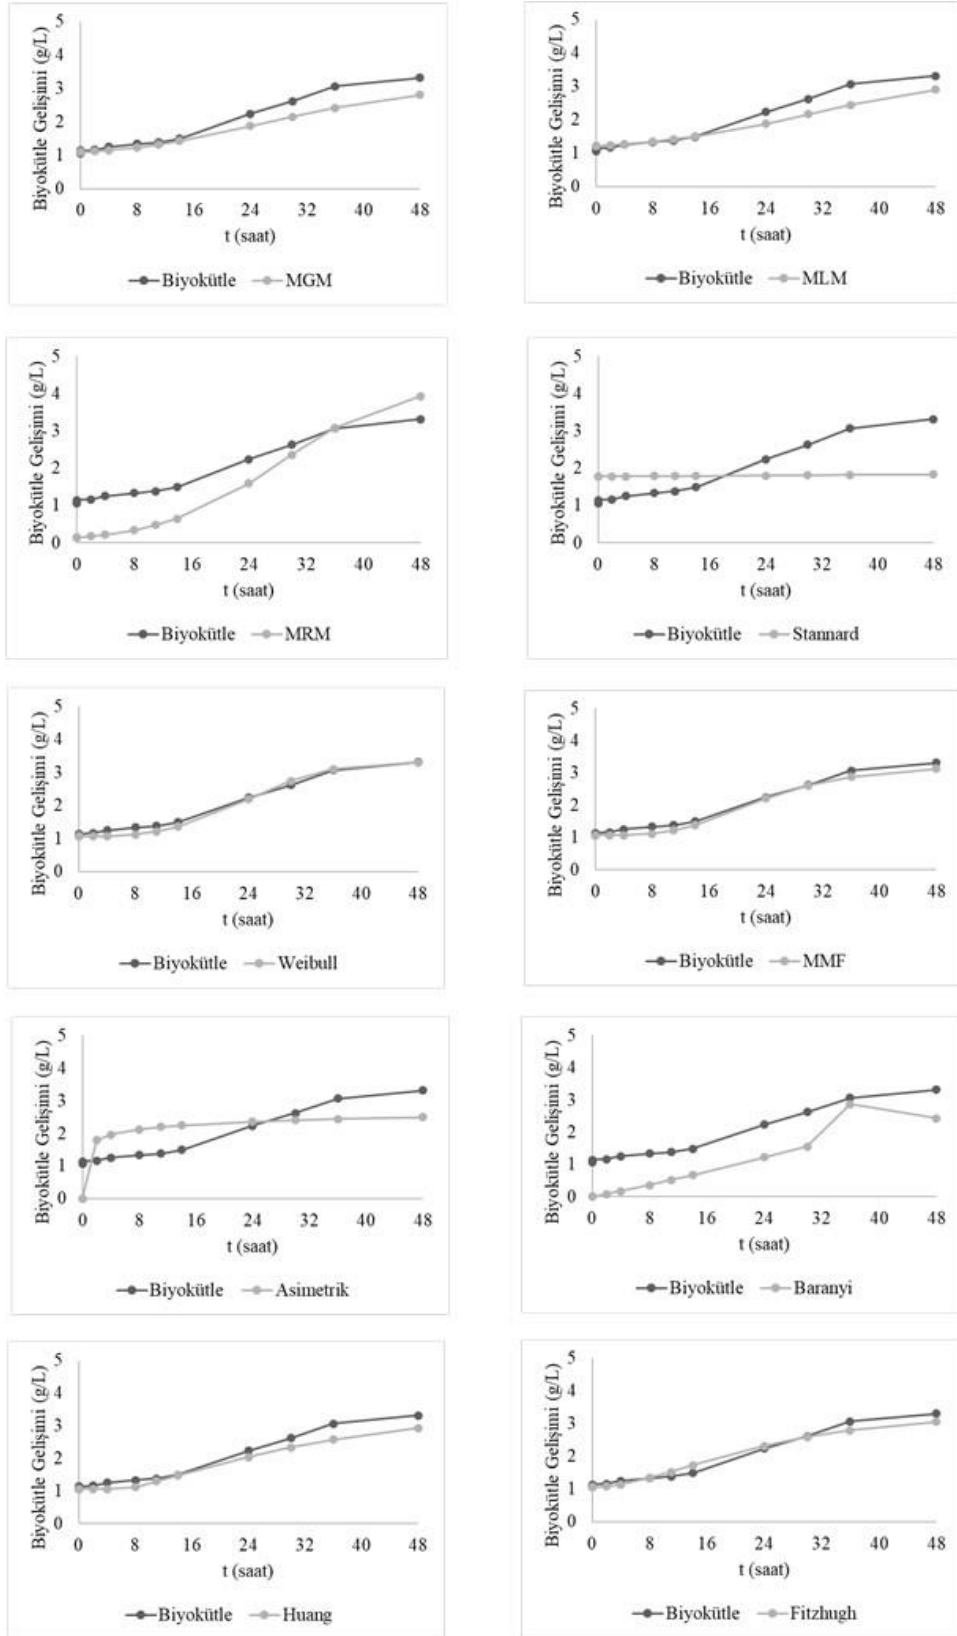 Biyokütle Gelişimi (g/L)
5
4
3
2
1
0
0 8 16 24 32 40 48
t (saat)
Biyokütle MGM
Biyokütle Gelişimi (g/L)
5
4
3
2
1
0
0 8 16 24 32 40 48
t (saat)
Biyokütle MLM
Biyokütle Gelişimi (g/L)
5
4
3
2
1
0
0 8 16 24 32 40 48
t (saat)
Biyokütle MRM
Biyokütle Gelişimi (g/L)
5
4
3
2
1
0
0 8 16 24 32 40 48
t (saat)
Biyokütle Stannard
Biyokütle Gelişimi (g/L)
5
4
3
2
1
0
0 8 16 24 32 40 48
t (saat)
Biyokütle Weibull
Biyokütle Gelişimi (g/L)
5
4
3
2
1
0
0 8 16 24 32 40 48
t (saat)
Biyokütle MMF
Biyokütle Gelişimi (g/L)
5
4
3
2
1
0
0 8 16 24 32 40 48
t (saat)
Biyokütle Asimetrik
Biyokütle Gelişimi (g/L)
5
4
3
2
1
0
0 8 16 24 32 40 48
t (saat)
Biyokütle Baranyi
Biyokütle Gelişimi (g/L)
5
4
3
2
1
0
0 8 16 24 32 40 48
t (saat)
Biyokütle Huang
Biyokütle Gelişimi (g/L)
5
4
3
2
1
0
0 8 16 24 32 40 48
t (saat)
Biyokütle Fitzhugh